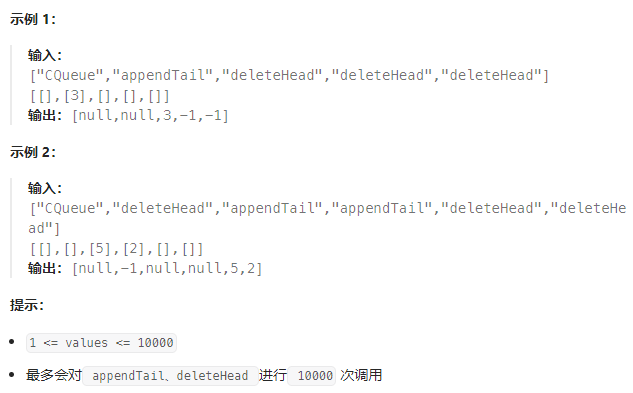 示例 1：
输入：
["CQueue","appendTail","deleteHead","deleteHead","deleteHead"]
[[],[3],[],[],[]]
输出：[null,null,3,-1,-1]
示例 2：
输入：
["CQueue","deleteHead","appendTail","appendTail","deleteHead","deleteHe
ad"]
[[],[],[5],[2],[],[]]
输出：[null,-1,null,null,5,2]
提示：
1 <= values <= 10000
最多会对 appendTail、deleteHead 进行 10000 次调用